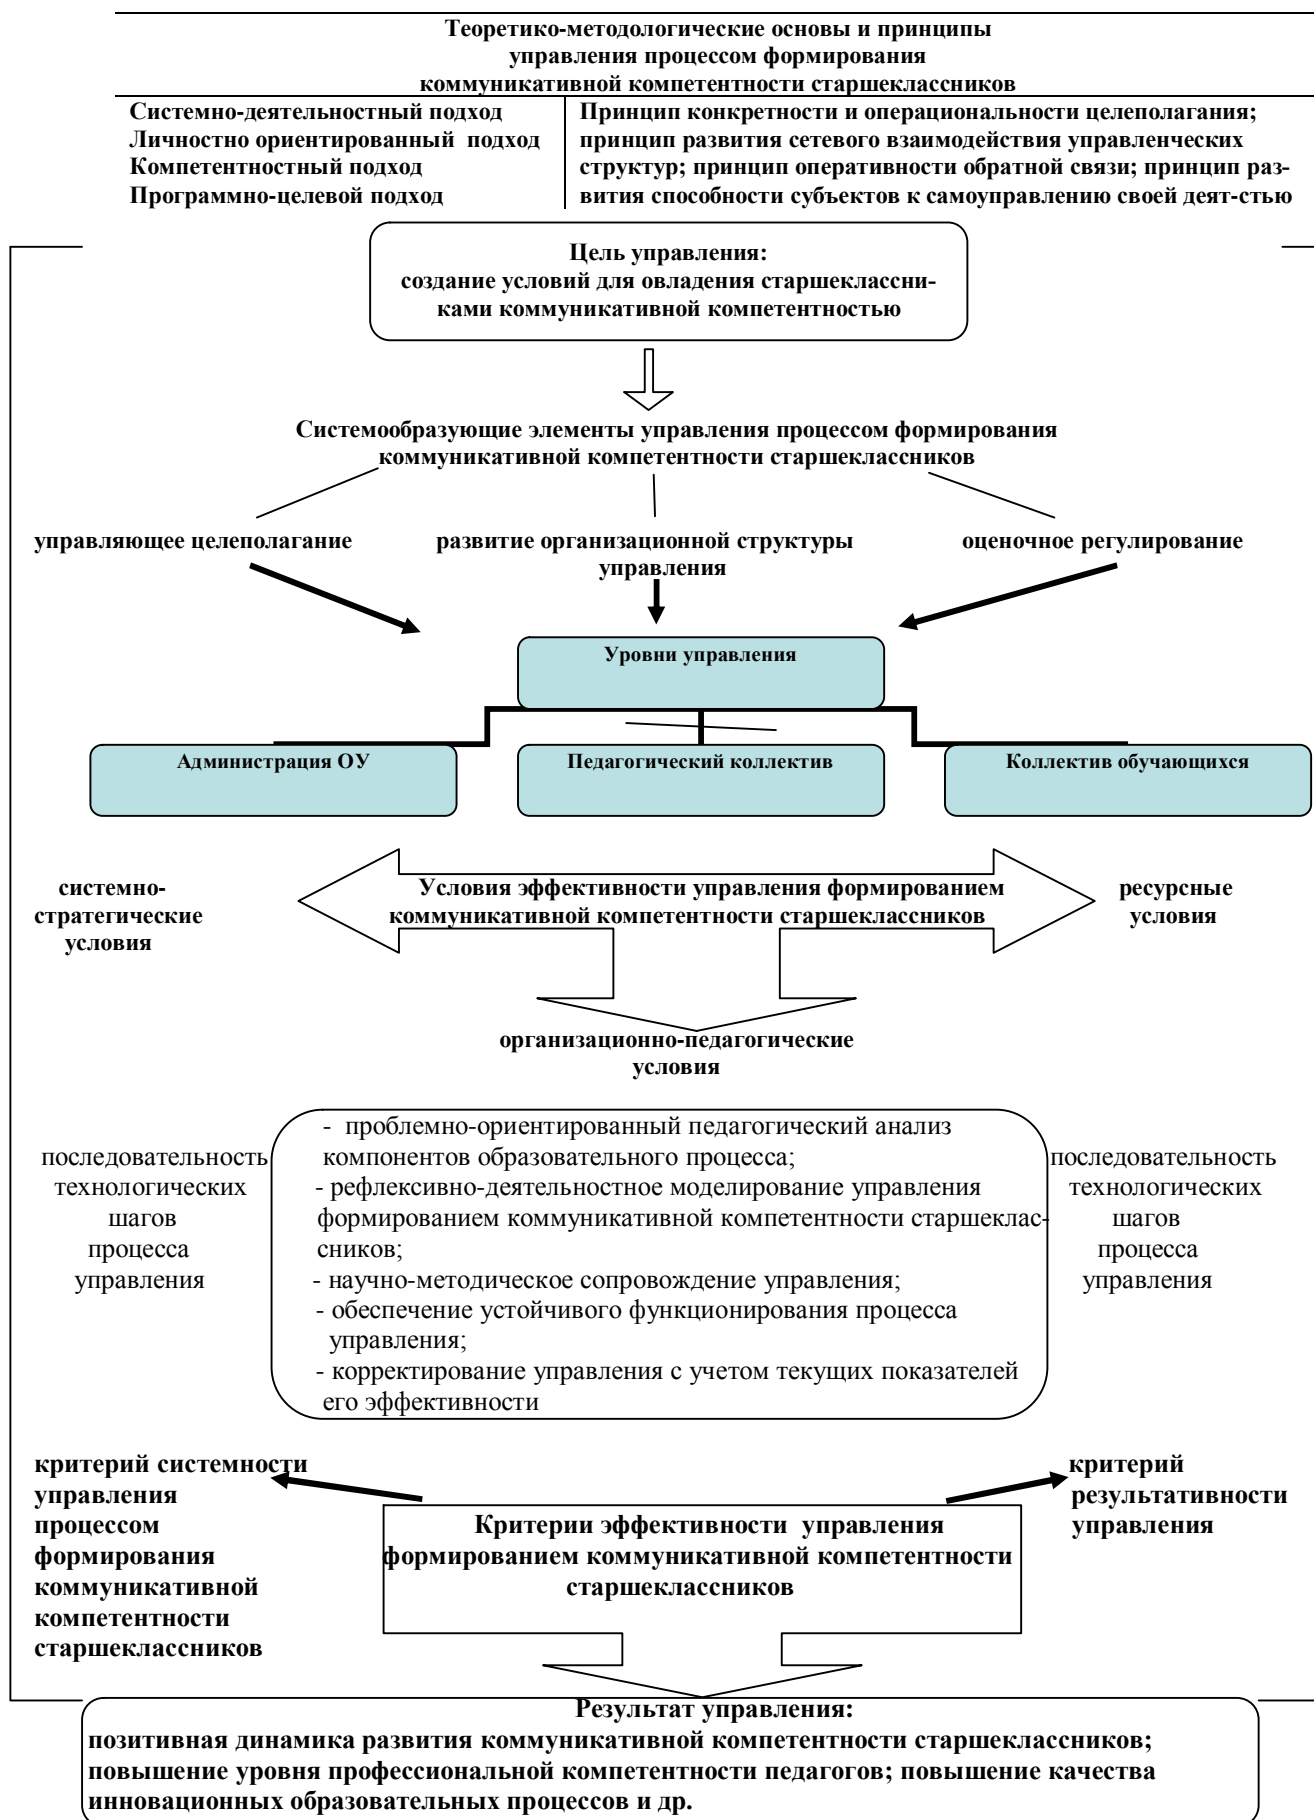 Теоретико-методологические основы и принципы
управления процессом формирования
коммуникативной компетентности старшеклассников
Системно-деятельностный подход
Личностно ориентированный подход
Компетентностный подход
Программно-целевой подход
Принцип конкретности и операциональности целеполагания;
принцип развития сетевого взаимодействия управленческих
структур; принцип оперативности обратной связи; принцип раз-
вития способности субъектов к самоуправлению своей деят-стью
Цель управления:
создание условий для овладения старшеклассни-
ками коммуникативной компетентностью
Системообразующие элементы управления процессом формирования
коммуникативной компетентности старшеклассников
управляющее целеполагание
развитие организационной структуры
управления
оценочное регулирование
Уровни управления
Администрация ОУ
Педагогический коллектив
Коллектив обучающихся
системно-
стратегические
условия
Условия эффективности управления формированием
коммуникативной компетентности старшеклассников
ресурсные
условия
организационно-педагогические
условия
последовательность
технологических
шагов
процесса
управления
- проблемно-ориентированный педагогический анализ
компонентов образовательного процесса;
- рефлексивно-деятельностное моделирование управления
формированием коммуникативной компетентности старшеклас-
сников;
- научно-методическое сопровождение управления;
- обеспечение устойчивого функционирования процесса
управления;
- корректирование управления с учетом текущих показателей
его эффективности
последовательность
технологических
шагов
процесса
управления
критерий системности
управления
процессом
формирования
коммуникативной
компетентности
старшеклассников
Критерии эффективности управления
формированием коммуникативной компетентности
старшеклассников
критерий
результативности
управления
Результат управления:
позитивная динамика развития коммуникативной компетентности старшеклассников;
повышение уровня профессиональной компетентности педагогов; повышение качества
инновационных образовательных процессов и др.